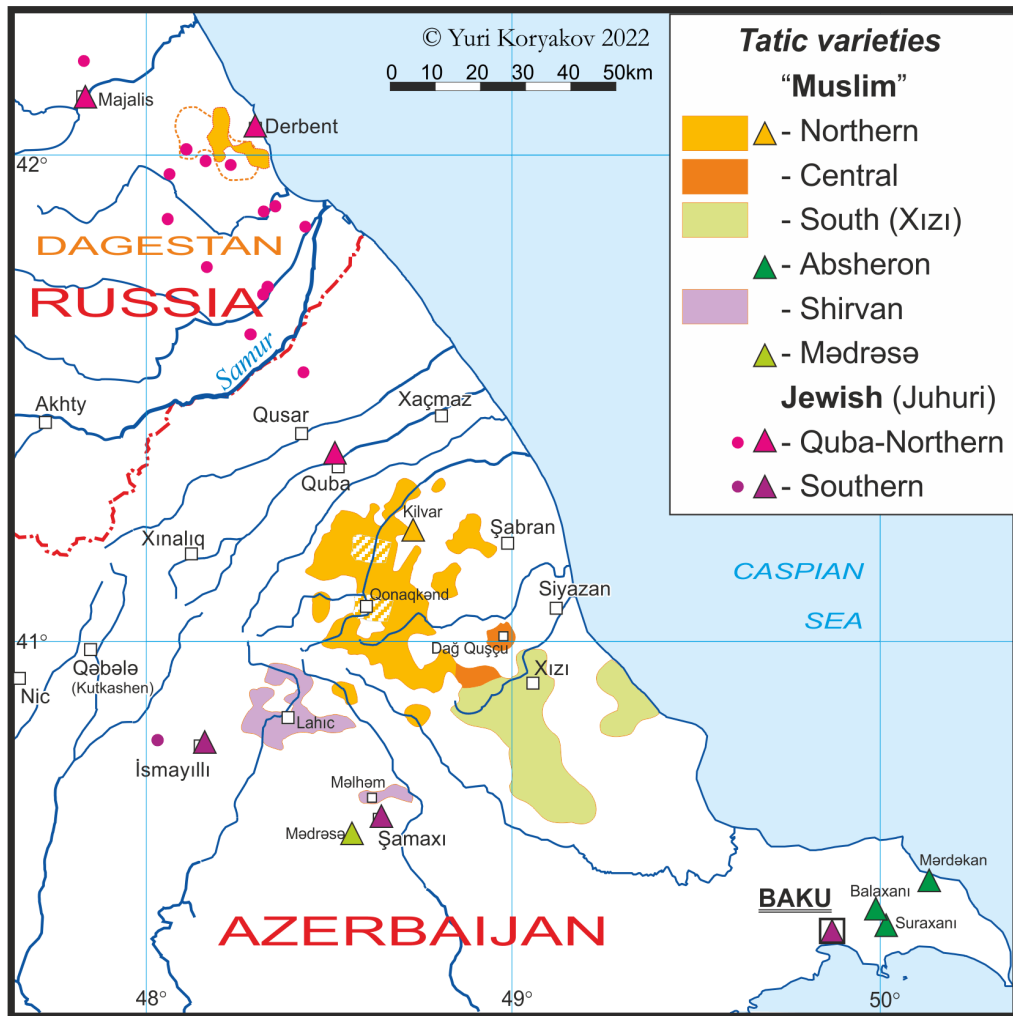 © Yuri Koryakov 2022
0 10 20 30 40 50km
Tatic varieties
“Muslim”
- Northern
- Central
- South (Xızı)
- Absheron
- Shirvan
- Mədrəsə
Jewish (Juhuri)
- Quba-Northern
- Southern
Majalis
Derbent
42°
DAGESTAN
RUSSIA
Samur
Akhty
Qusar
Xaçmaz
Quba
Kilvar
Şabran
Xınalıq
CASPIAN
SEA
Qonaqkənd
Siyazan
41°
Dağ Quşçu
Qəbələ
(Kutkashen)
Xızı
Nic
Lahıc
İsmayıllı
Məlhəm
Mədrəsə
Şamaxı
Mərdəkan
BAKU
Balaxanı
Suraxanı
AZERBAIJAN
48°
49°
50°